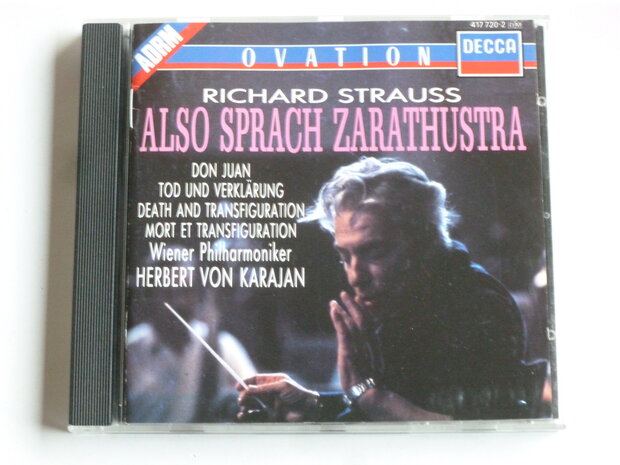 417 720-2 DM
ADRM
OVATION
DECCA
RICHARD STRAUSS
ALSO SPRACH ZARATHUSTRA
DON JUAN
TOD UND VERKLÄRUNG
DEATH AND TRANSFIGURATION
MORT ET TRANSFIGURATION
Wiener Philharmoniker
HERBERT VON KARAJAN